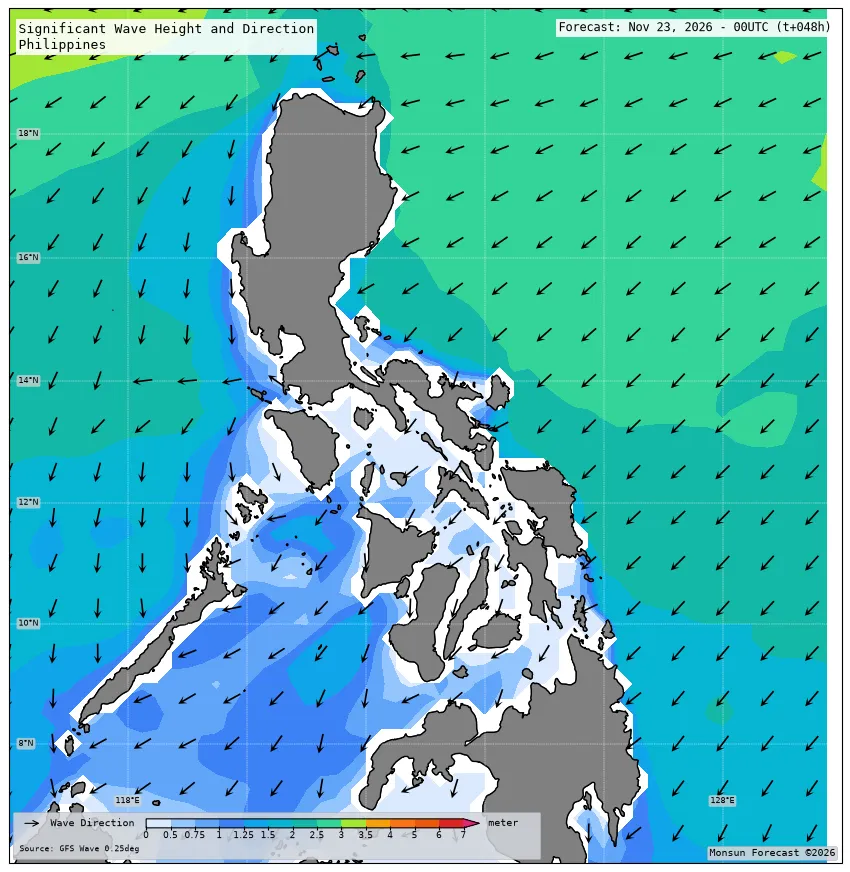 Significant Wave Height and Direction
Philippines
Forecast: Nov 23, 2026 - 00UTC (t+048h)
18°N
16°N
14°N
12°N
10°N
8°N
118°E
128°E
Wave Direction
0 0.5 0.75 1 1.25 1.5 2 2.5 3 3.5 4 5 6 7
meter
Source: GFS Wave 0.25deg
Monsun Forecast ©2026